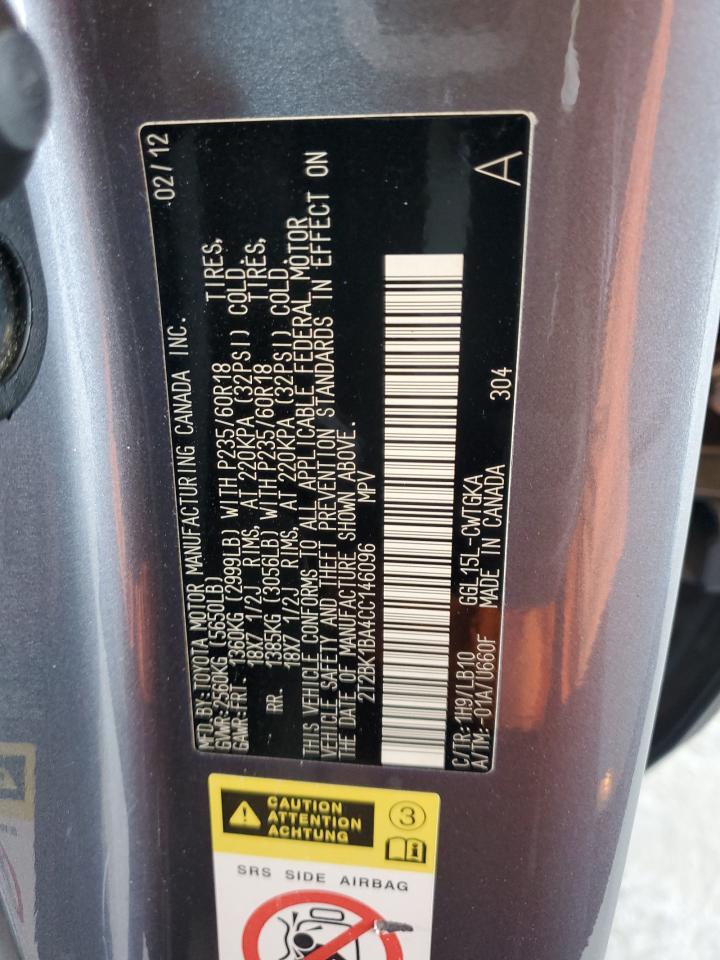 MFD BY: TOYOTA MOTOR MANUFACTURING CANADA INC. 02/12
GVWR: 2560KG (5650LB)
GAWR: FRT. 1360KG (2999LB) WITH P235/60R18 TIRES,
18X7 1/2J RIMS, AT 220KPA (32PSI) COLD.
RR. 1385KG (3056LB) WITH P235/60R18 TIRES,
18X7 1/2J RIMS, AT 220KPA (32PSI) COLD.
THIS VEHICLE CONFORMS TO ALL APPLICABLE FEDERAL MOTOR
VEHICLE SAFETY AND THEFT PREVENTION STANDARDS IN EFFECT ON
THE DATE OF MANUFACTURE SHOWN ABOVE.
2T2BK1BA4CC146096 MPV
C/TR: 1H9/LB10 GGL15L-CWTGKA 304
A/TM: -01A/U660F MADE IN CANADA
A
CAUTION
ATTENTION
ACHTUNG
3
SRS SIDE AIRBAG